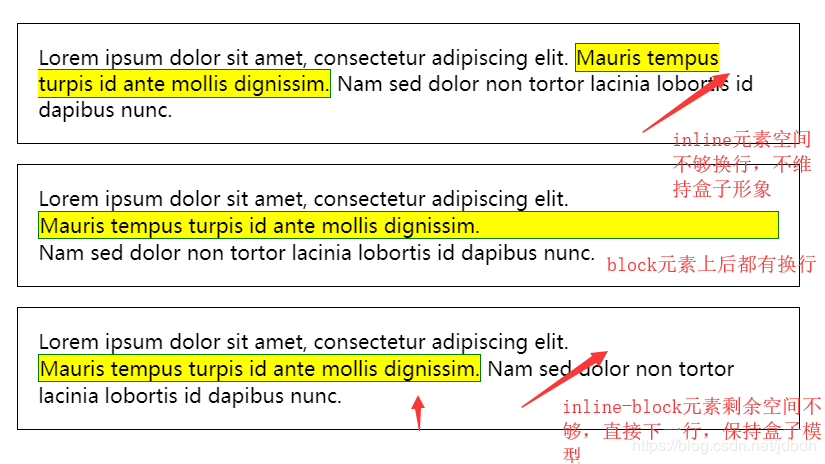 Lorem ipsum dolor sit amet, consectetur adipiscing elit. Mauris tempus
turpis id ante mollis dignissim. Nam sed dolor non tortor lacinia lobortis id
dapibus nunc.
inline元素空间
不够换行，不维
持盒子形象
Lorem ipsum dolor sit amet, consectetur adipiscing elit.
Mauris tempus turpis id ante mollis dignissim.
Nam sed dolor non tortor lacinia lobortis id dapibus nunc.
block元素上后都有换行
Lorem ipsum dolor sit amet, consectetur adipiscing elit.
Mauris tempus turpis id ante mollis dignissim. Nam sed dolor non tortor
lacinia lobortis id dapibus nunc.
inline-block元素剩余空间不
够，直接下一行，保持盒子模
型
https://blog.csdn.net/jdbdh